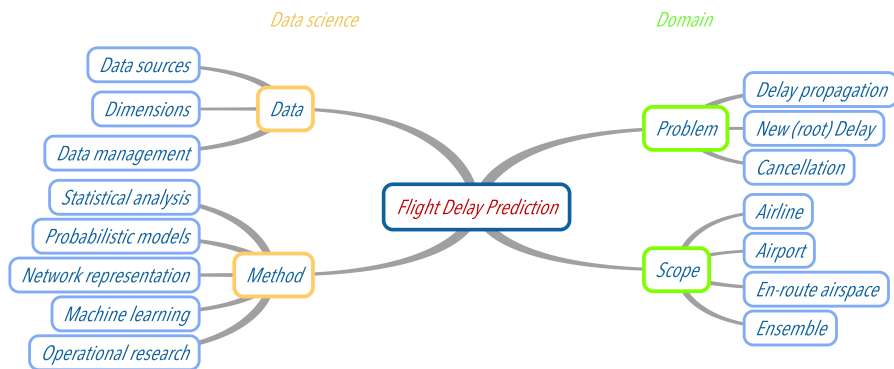 Data science
Domain
Data sources
Dimensions
Data management
Data
Statistical analysis
Probabilistic models
Network representation
Machine learning
Operational research
Method
Flight Delay Prediction
Problem
Delay propagation
New (root) Delay
Cancellation
Scope
Airline
Airport
En-route airspace
Ensemble